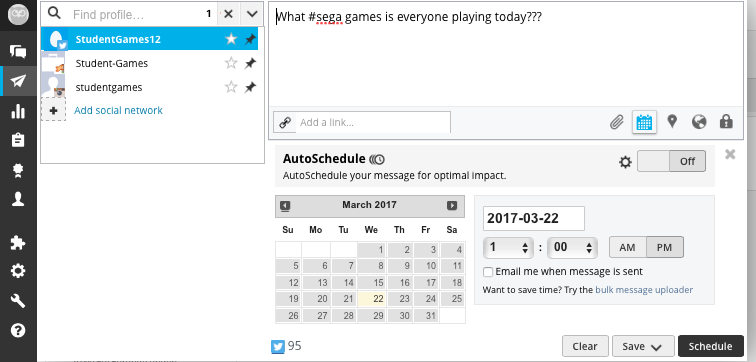 Find profile...
1
StudentGames12
Student-Games
studentgames
Add social network
What #sega games is everyone playing today???
Add a link...
AutoSchedule
AutoSchedule your message for optimal impact.
Off
March 2017
Su Mo Tu We Th Fr Sa
1 2 3 4
5 6 7 8 9 10 11
12 13 14 15 16 17 18
19 20 21 22 23 24 25
26 27 28 29 30 31
2017-03-22
1 : 00 AM PM
Email me when message is sent
Want to save time? Try the bulk message uploader
95
Clear
Save
Schedule